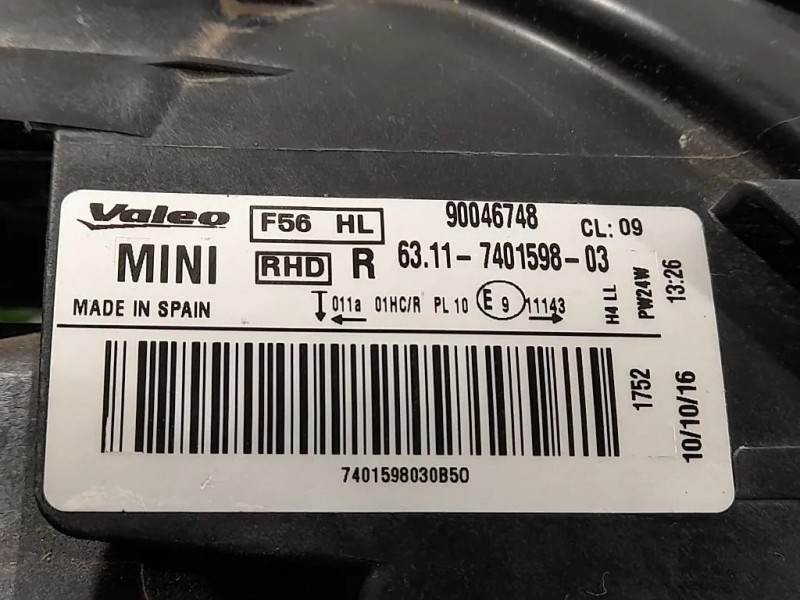 Valeo F56 HL 90046748 CL: 09
MINI RHD R 63.11-7401598-03
MADE IN SPAIN 011a 01HC/R PL 10 E 9 11143
H4 LL
PW24W
13:26
1752
10/10/16
7401598030B50